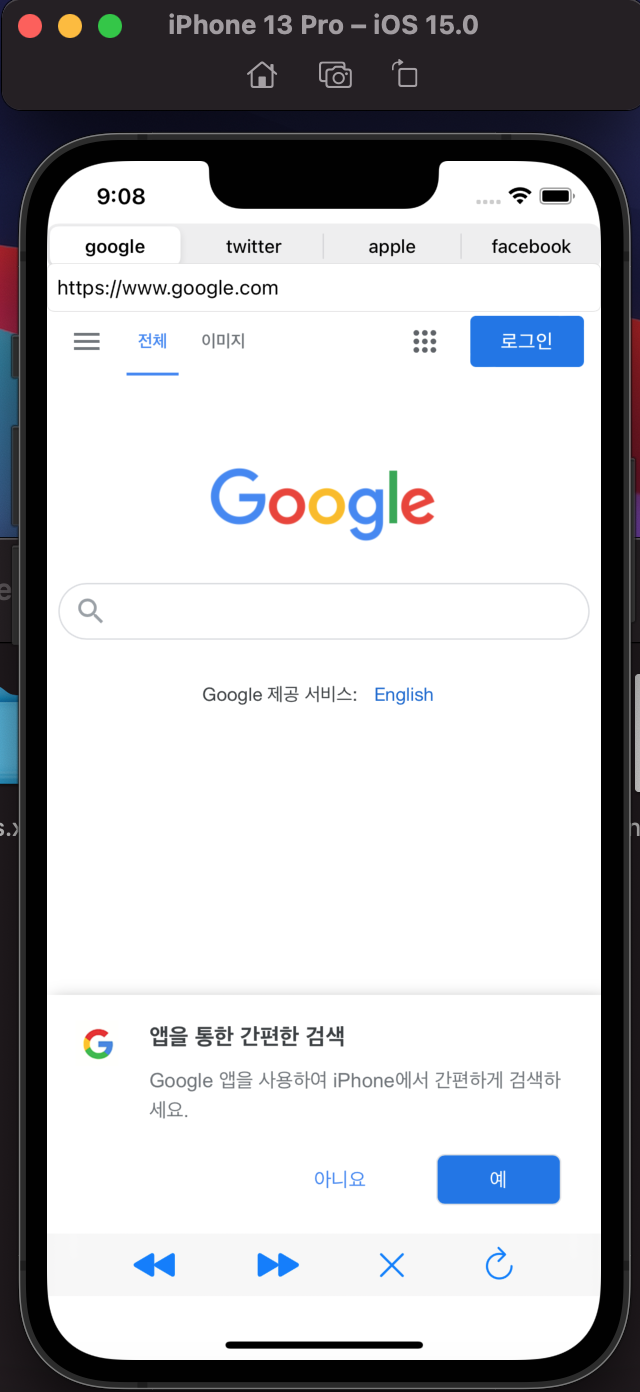 iPhone 13 Pro – iOS 15.0
9:08
google twitter apple facebook
https://www.google.com
전체 이미지 로그인
Google
Google 제공 서비스: English
앱을 통한 간편한 검색
Google 앱을 사용하여 iPhone에서 간편하게 검색하
세요.
아니요 예